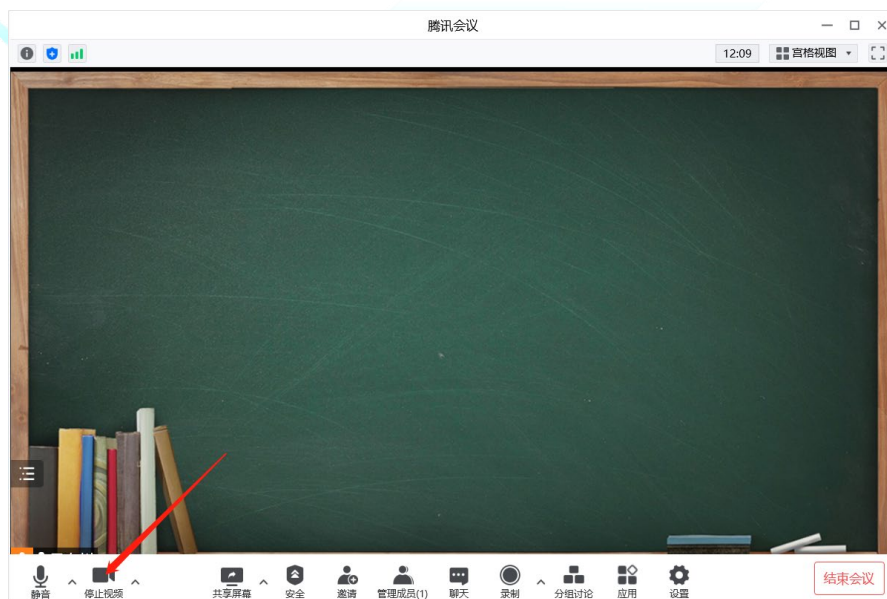 腾讯会议
12:09
宫格视图
静音
停止视频
共享屏幕
安全
邀请
管理成员(1)
聊天
录制
分组讨论
应用
设置
结束会议